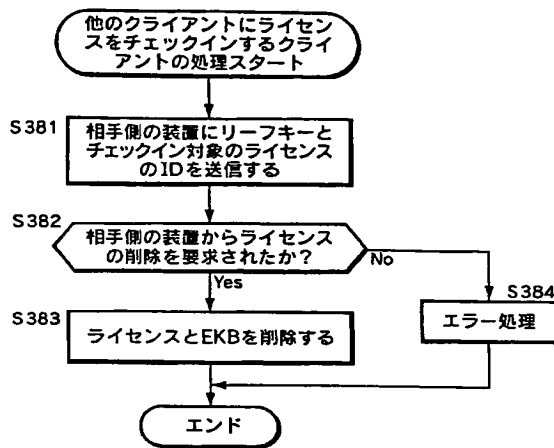 他のクライアントにライセン
スをチェックインするクライ
アントの処理スタート
S381
相手側の装置にリーフキーと
チェックイン対象のライセンス
のIDを送信する
S382
相手側の装置からライセンス
の削除を要求されたか？
No
Yes
S384
エラー処理
S383
ライセンスとEKBを削除する
エンド